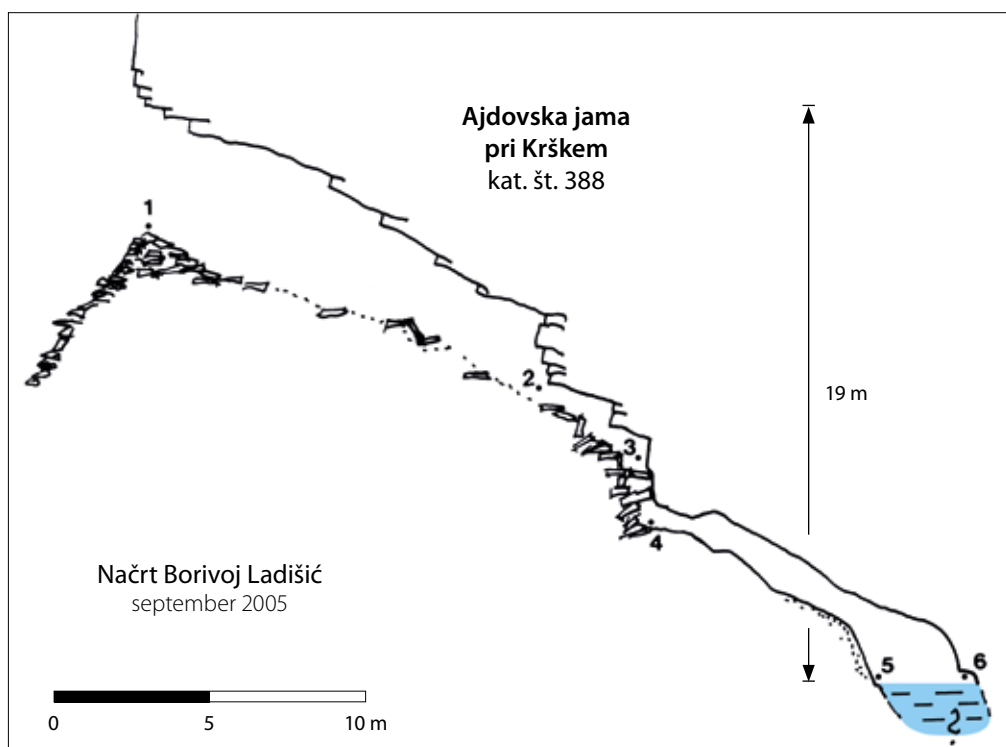 Ajdovska jama
pri Krškem
kat. št. 388
1
2
19 m
3
4
Načrt Borivoj Ladišić
september 2005
5
6
?
0
5
10 m